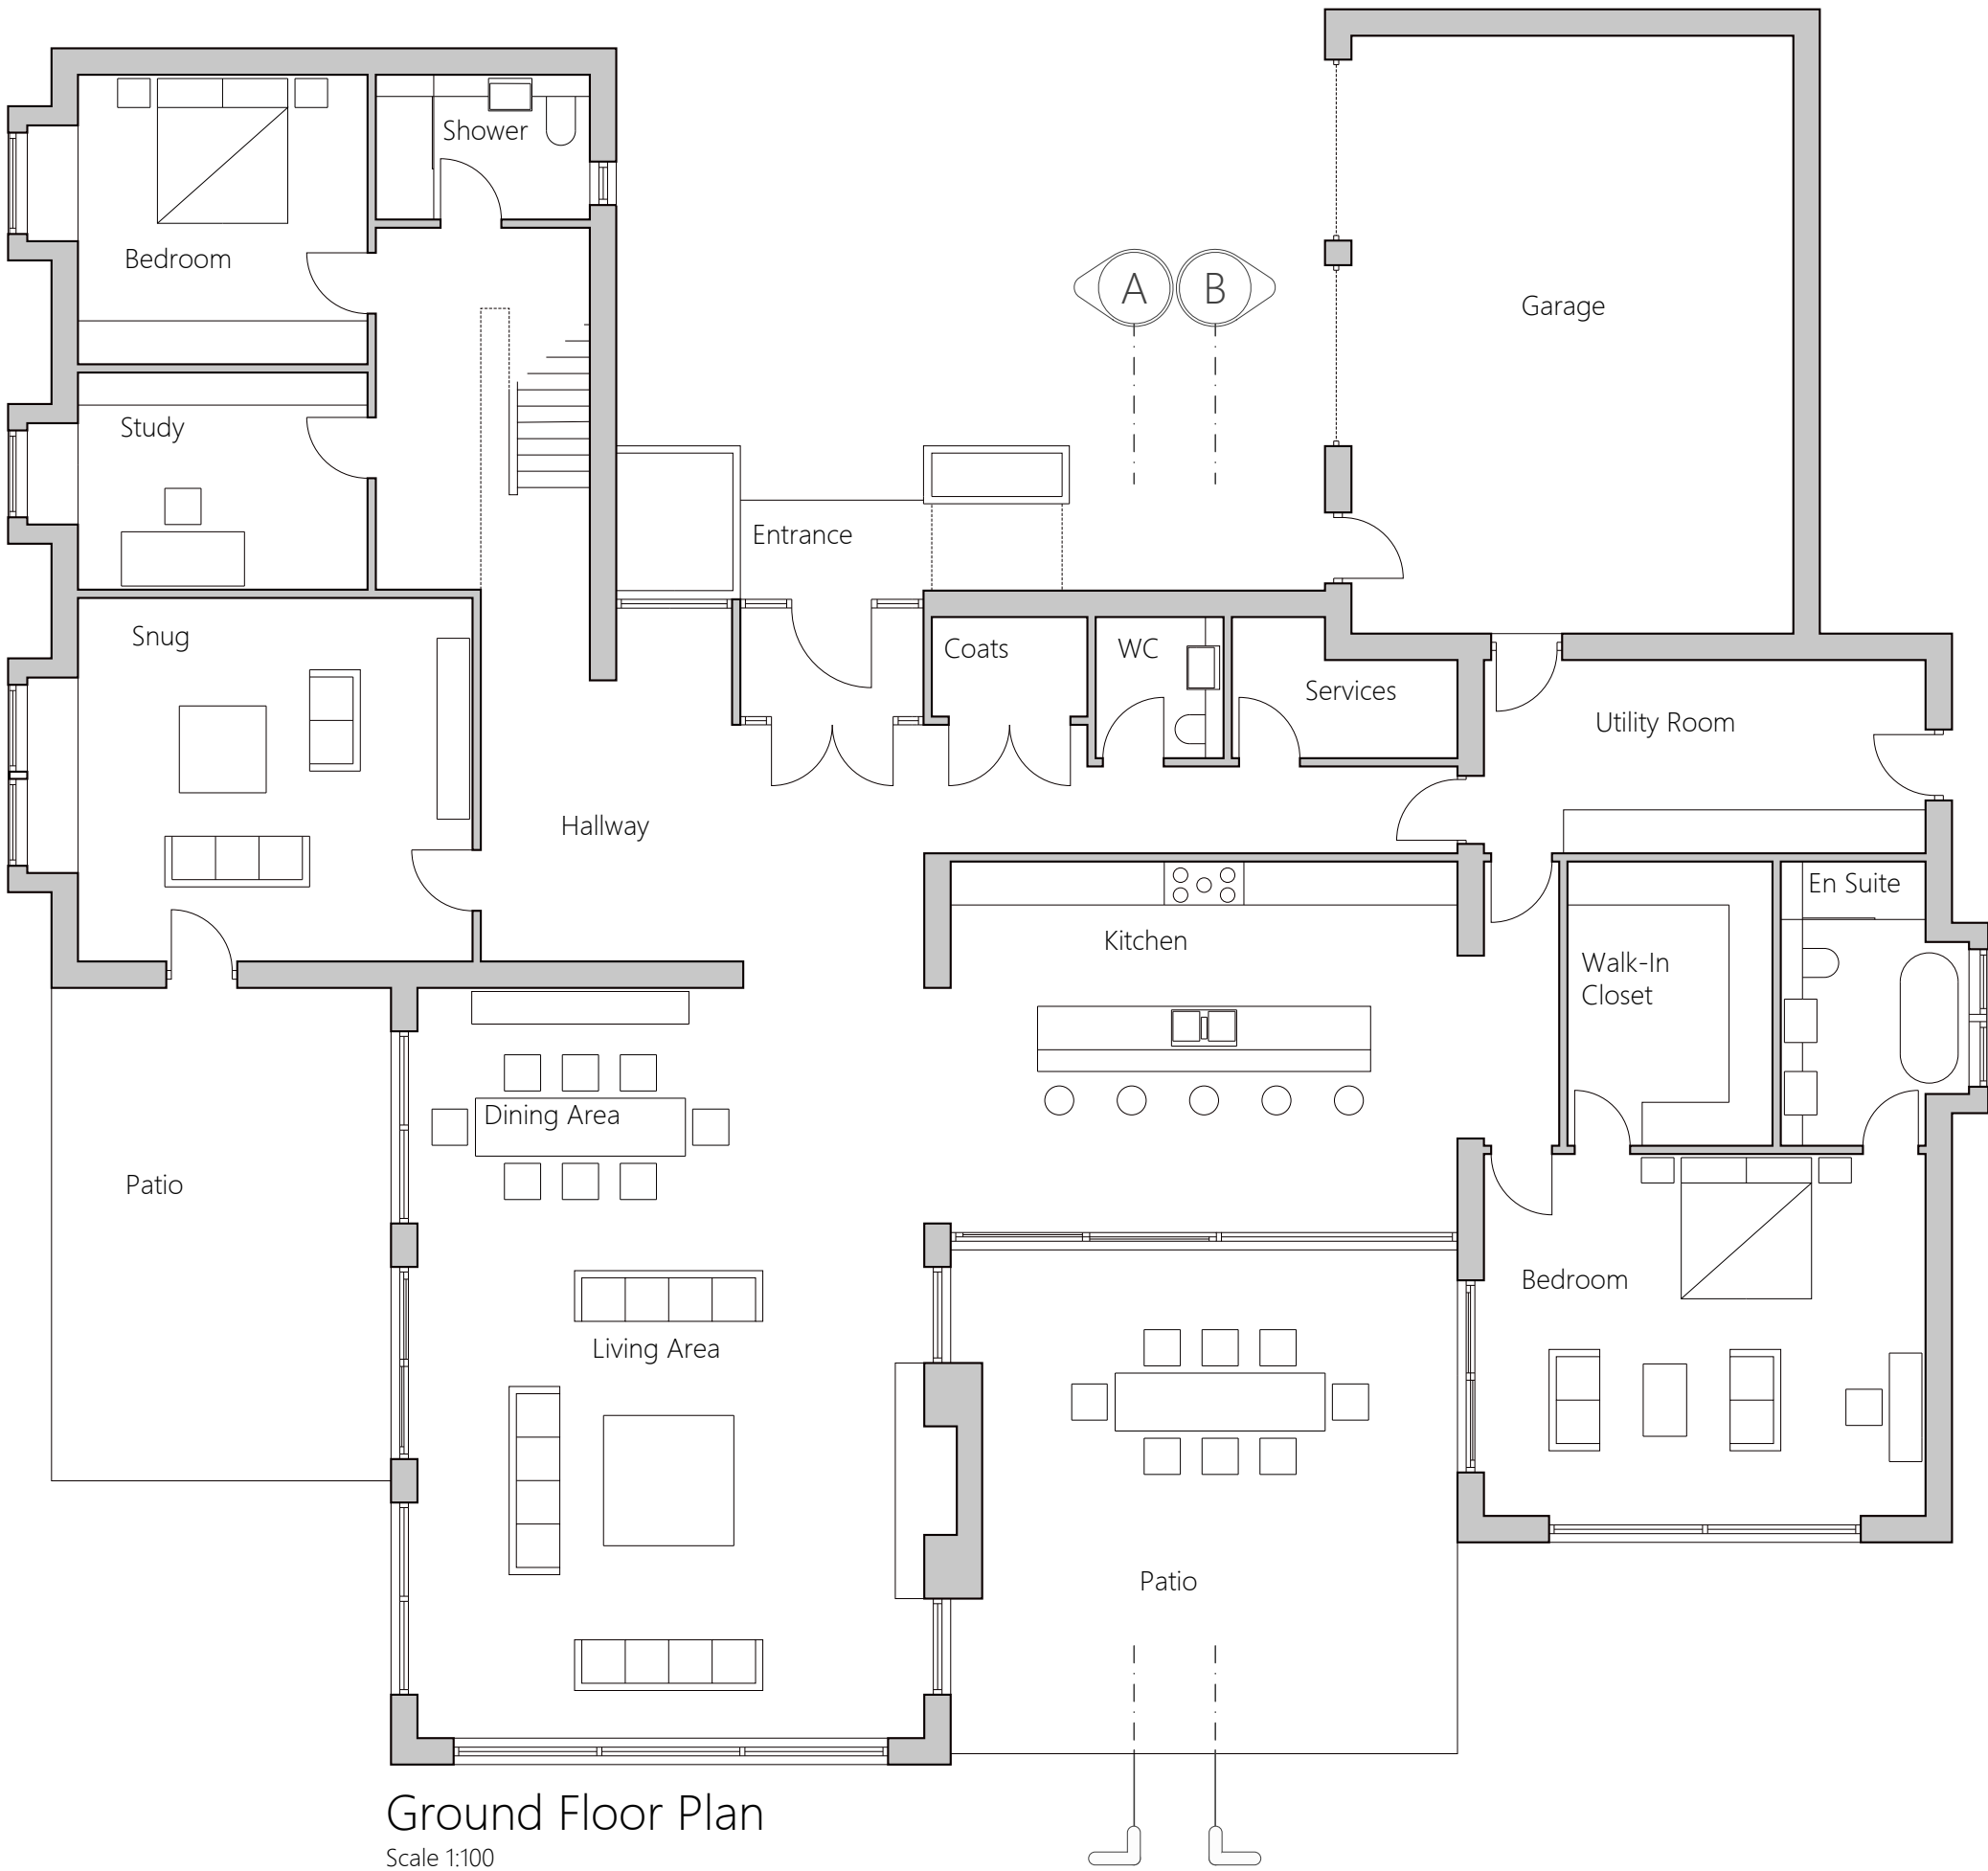 Shower
Bedroom
A
B
Garage
Study
Entrance
Snug
Coats
WC
Services
Utility Room
Hallway
En Suite
Kitchen
Walk-In
Closet
Dining Area
Patio
Bedroom
Living Area
Patio
Ground Floor Plan
Scale 1:100